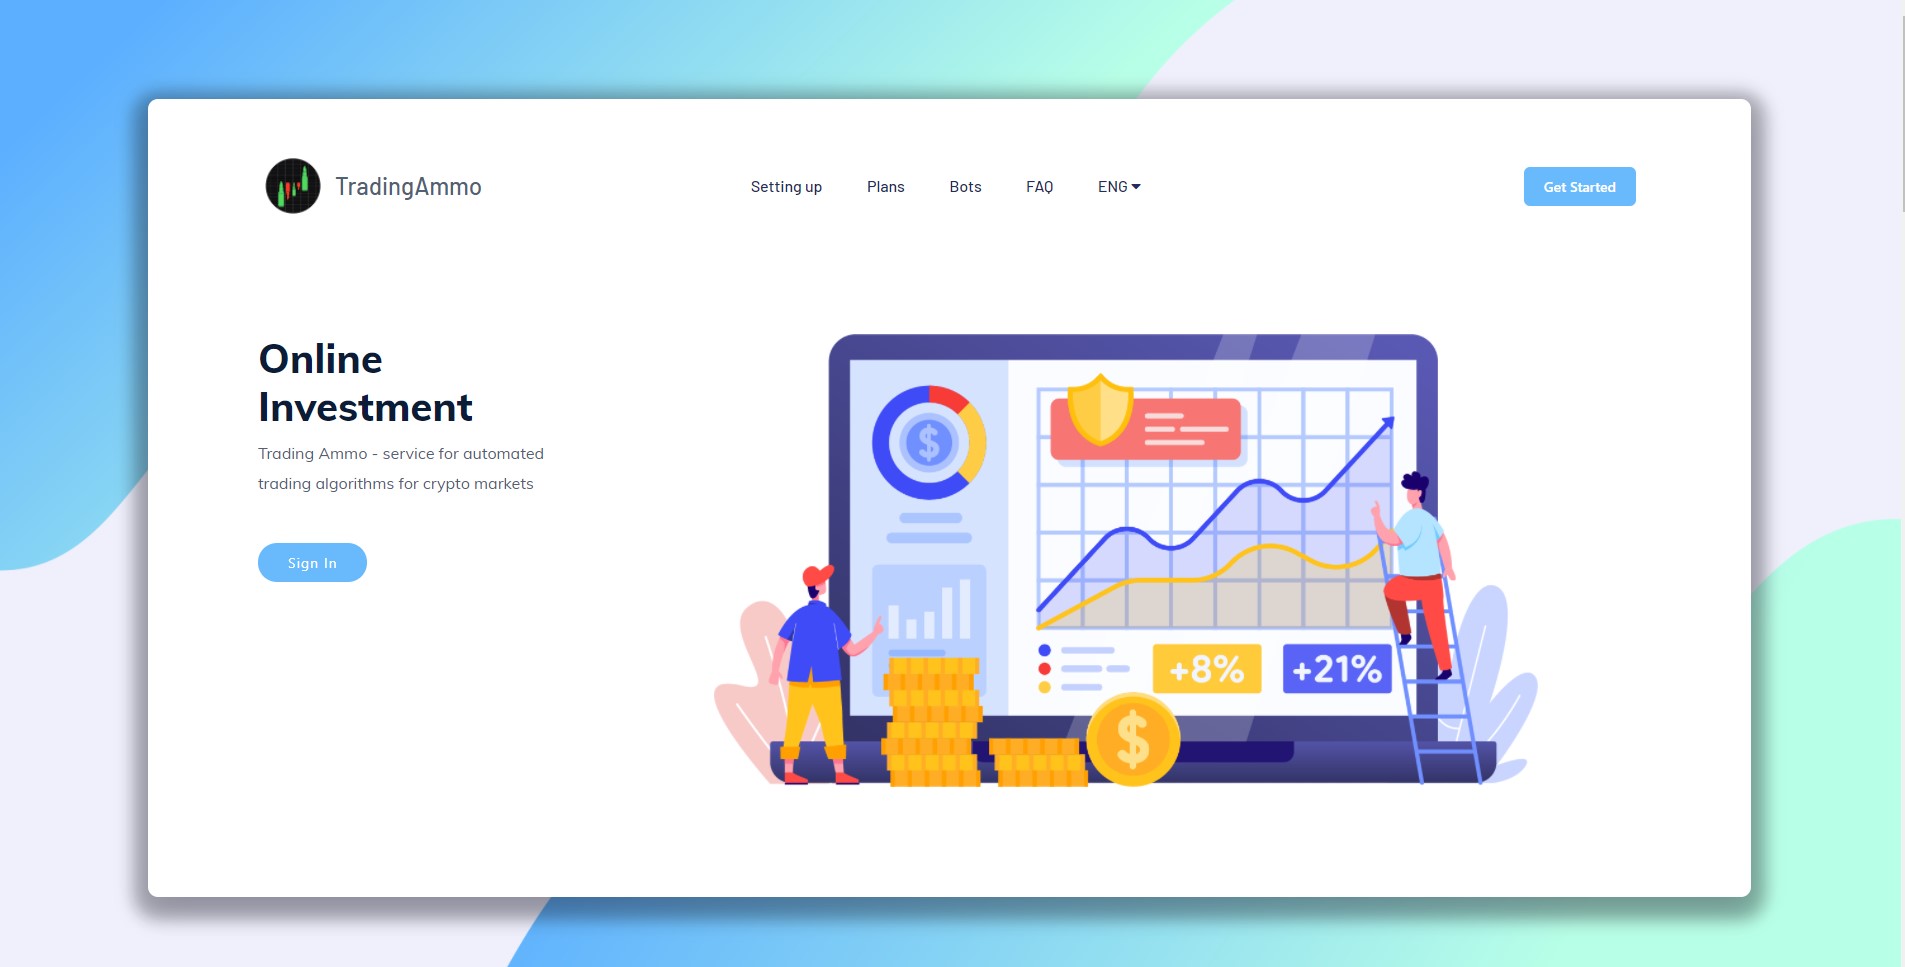 TradingAmmo
Setting up
Plans
Bots
FAQ
ENG
Get Started
Online
Investment
Trading Ammo - service for automated
trading algorithms for crypto markets
Sign In
$
+8%
+21%
$